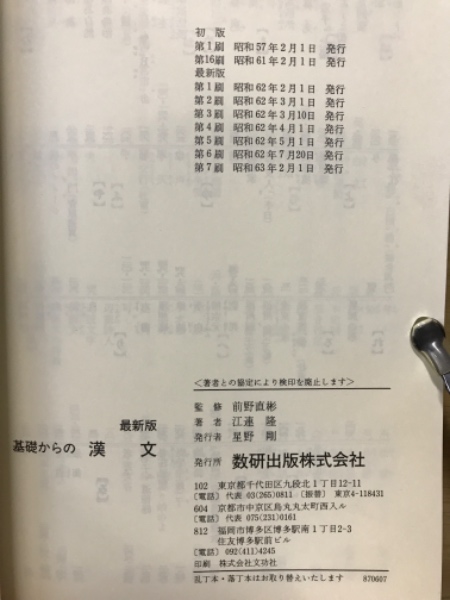 初版
第1刷 昭和57年2月1日 発行
第16刷 昭和61年2月1日 発行
最新版
第1刷 昭和62年2月1日 発行
第2刷 昭和62年3月1日 発行
第3刷 昭和62年3月10日 発行
第4刷 昭和62年4月1日 発行
第5刷 昭和62年5月1日 発行
第6刷 昭和62年7月20日 発行
第7刷 昭和63年2月1日 発行
最新版
基礎からの 漢文
<著者との協定により検印を廃止します>
監修 前野直彬
著者 江連隆
発行者 星野剛
発行所 数研出版株式会社
102 東京都千代田区九段北1丁目12-11
〔電話〕代表 03(265)0811 〔振替〕東京4-118431
604 京都市中京区烏丸丸太町西入ル
〔電話〕代表 075(231)0161
812 福岡市博多区博多駅南1丁目2-3
住友博多駅前ビル
〔電話〕 092(411)4245
印刷 株式会社文功社
乱丁本・落丁本はお取り替えいたします 870607